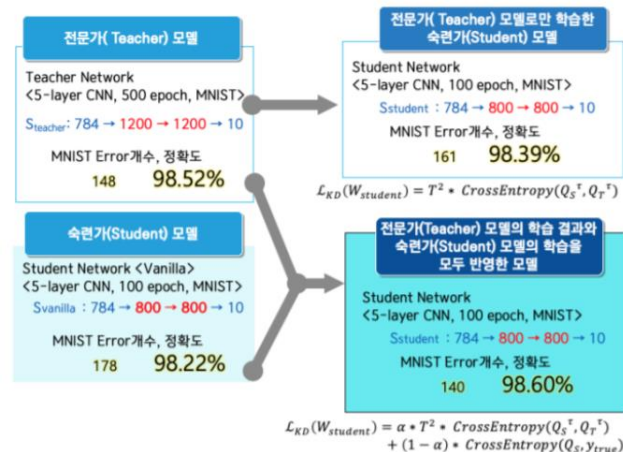 전문가( Teacher) 모델
Teacher Network
<5-layer CNN, 500 epoch, MNIST>
Steacher: 784 → 1200 → 1200 → 10
MNIST Error개수, 정확도
148 98.52%
숙련가(Student) 모델
Student Network <Vanilla>
<5-layer CNN, 100 epoch, MNIST>
Svanilla : 784 → 800 → 800 → 10
MNIST Error개수, 정확도
178 98.22%
전문가( Teacher) 모델로만 학습한
숙련가(Student) 모델
Student Network
<5-layer CNN, 100 epoch, MNIST>
Sstudent : 784 → 800 → 800 → 10
MNIST Error개수, 정확도
161 98.39%
ℒKD(Wstudent) = T² * CrossEntropy(QSᵗ, QTᵗ)
전문가(Teacher) 모델의 학습 결과와
숙련가(Student) 모델의 학습을
모두 반영한 모델
Student Network
<5-layer CNN, 100 epoch, MNIST>
Sstudent : 784 → 800 → 800 → 10
MNIST Error개수, 정확도
140 98.60%
ℒKD(Wstudent) = α * T² * CrossEntropy(QSᵗ, QTᵗ)
+ (1 − α) * CrossEntropy(QS, ytrue)